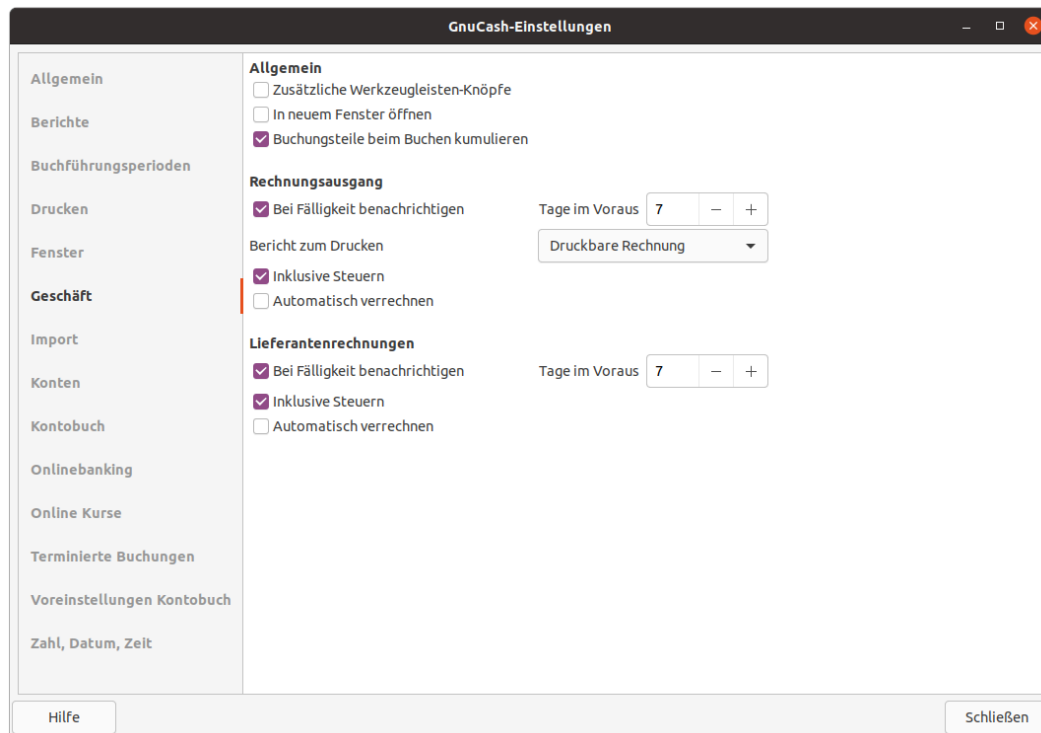 GnuCash-Einstellungen
Allgemein
Berichte
Buchführungsperioden
Drucken
Fenster
Geschäft
Import
Konten
Kontobuch
Onlinebanking
Online Kurse
Terminierte Buchungen
Voreinstellungen Kontobuch
Zahl, Datum, Zeit
Allgemein
Zusätzliche Werkzeugleisten-Knöpfe
In neuem Fenster öffnen
Buchungsteile beim Buchen kumulieren
Rechnungsausgang
Bei Fälligkeit benachrichtigen Tage im Voraus 7
Bericht zum Drucken Druckbare Rechnung
Inklusive Steuern
Automatisch verrechnen
Lieferantenrechnungen
Bei Fälligkeit benachrichtigen Tage im Voraus 7
Inklusive Steuern
Automatisch verrechnen
Hilfe Schließen